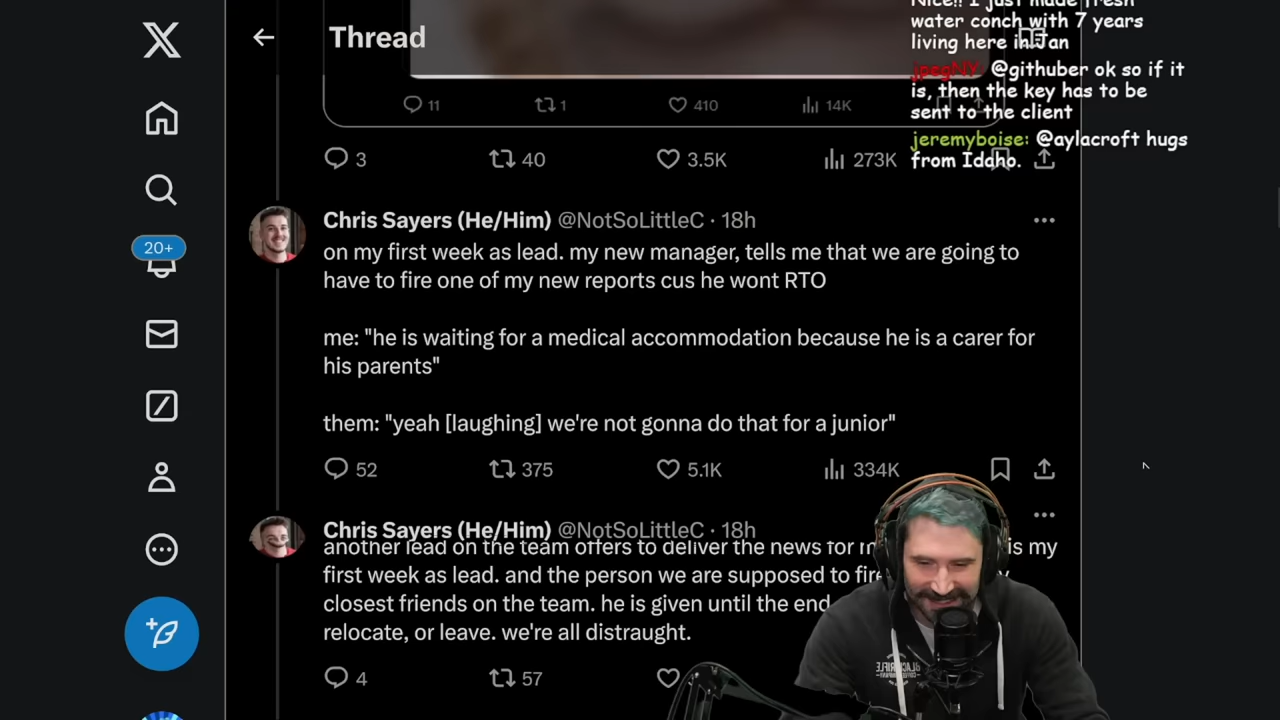 Thread
11 1 410 14K
3 40 3.5K 273K
20+
Chris Sayers (He/Him) @NotSoLittleC · 18h
on my first week as lead. my new manager, tells me that we are going to
have to fire one of my new reports cus he wont RTO
me: "he is waiting for a medical accommodation because he is a carer for
his parents"
them: "yeah [laughing] we're not gonna do that for a junior"
52 375 5.1K 334K
Chris Sayers (He/Him) @NotSoLittleC · 18h
another lead on the team offers to deliver the news for is my
first week as lead. and the person we are supposed to fire
closest friends on the team. he is given until the end
relocate, or leave. we're all distraught.
4 57
Nice!! I just made fresh
water conch with 7 years
living here in Jan
jpegNY: @githuber ok so if it
is, then the key has to be
sent to the client
jeremyboise: @aylacroft hugs
from Idaho.